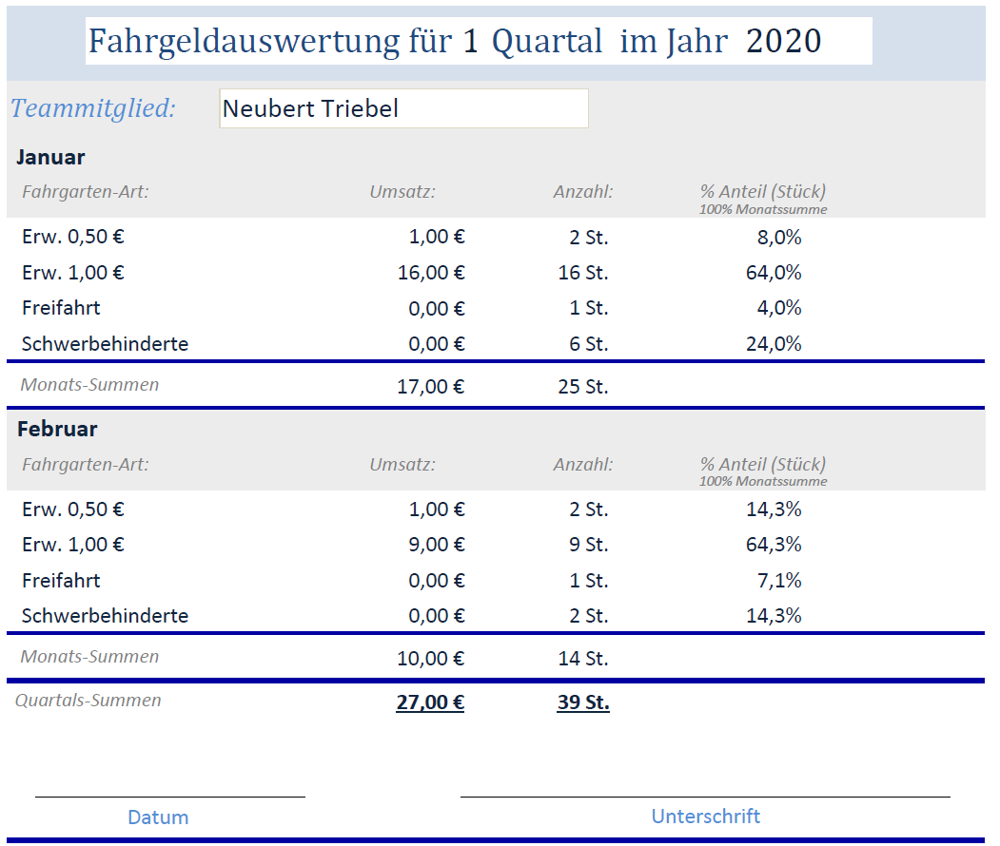 Fahrgeldauswertung für 1 Quartal im Jahr 2020
Teammitglied: Neubert Triebel
Januar
Fahrgarten-Art: Umsatz: Anzahl: % Anteil (Stück)
100% Monatssumme
Erw. 0,50 € 1,00 € 2 St. 8,0%
Erw. 1,00 € 16,00 € 16 St. 64,0%
Freifahrt 0,00 € 1 St. 4,0%
Schwerbehinderte 0,00 € 6 St. 24,0%
Monats-Summen 17,00 € 25 St.
Februar
Fahrgarten-Art: Umsatz: Anzahl: % Anteil (Stück)
100% Monatssumme
Erw. 0,50 € 1,00 € 2 St. 14,3%
Erw. 1,00 € 9,00 € 9 St. 64,3%
Freifahrt 0,00 € 1 St. 7,1%
Schwerbehinderte 0,00 € 2 St. 14,3%
Monats-Summen 10,00 € 14 St.
Quartals-Summen 27,00 € 39 St.
Datum Unterschrift